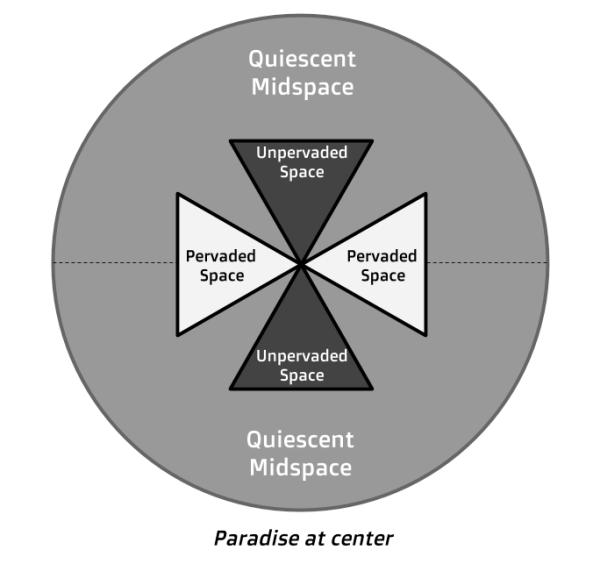 Quiescent
Midspace
Unpervaded
Space
Pervaded
Space
Pervaded
Space
Unpervaded
Space
Quiescent
Midspace
Paradise at center